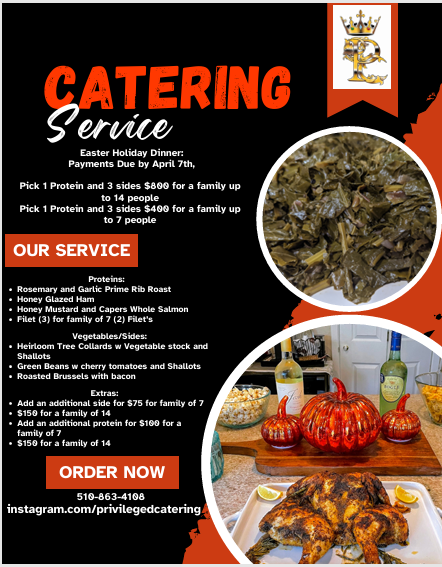 CATERING
Service
Easter Holiday Dinner:
Payments Due by April 7th,
Pick 1 Protein and 3 sides $800 for a family up
to 14 people
Pick 1 Protein and 3 sides $400 for a family up
to 7 people
OUR SERVICE
Proteins:
• Rosemary and Garlic Prime Rib Roast
• Honey Glazed Ham
• Honey Mustard and Capers Whole Salmon
• Filet (3) for family of 7 (2) Filet's
Vegetables/Sides:
• Heirloom Tree Collards w Vegetable stock and
Shallots
• Green Beans w cherry tomatoes and Shallots
• Roasted Brussels with bacon
Extras:
• Add an additional side for $75 for family of 7
• $150 for a family of 14
• Add an additional protein for $100 for a
family of 7
• $150 for a family of 14
ORDER NOW
510-863-4108
instagram.com/privilegedcatering